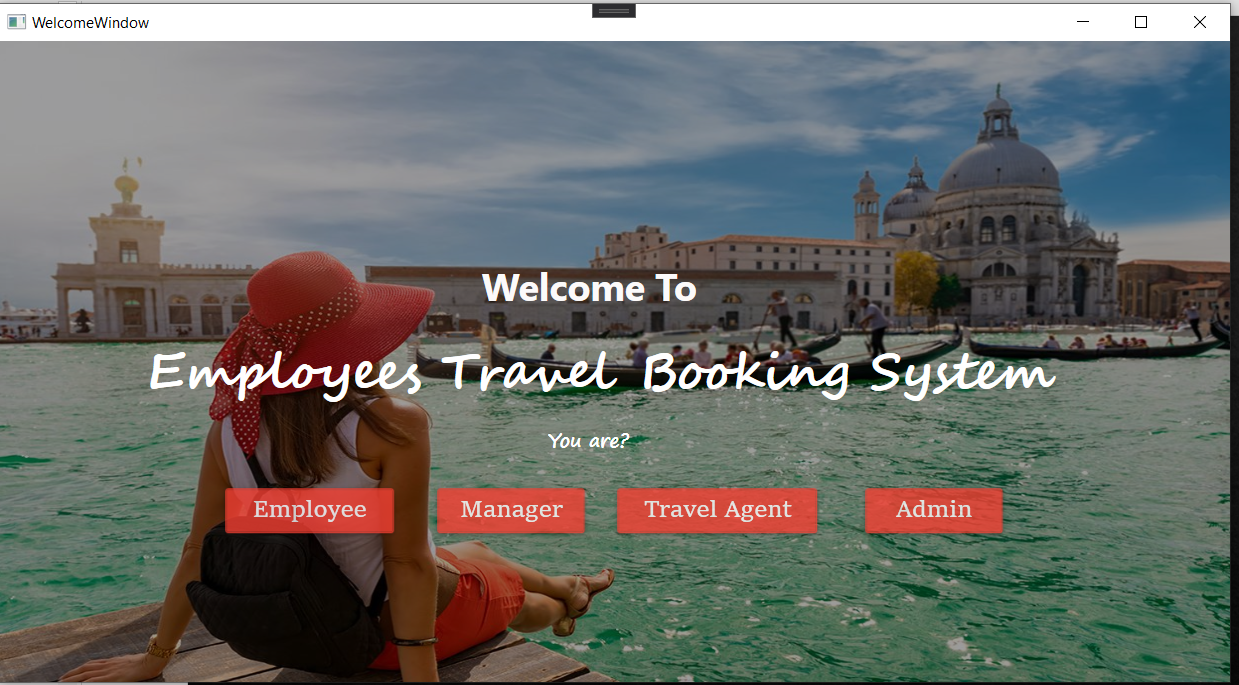 WelcomeWindow
Welcome To
Employees Travel Booking System
You are?
Employee Manager Travel Agent Admin